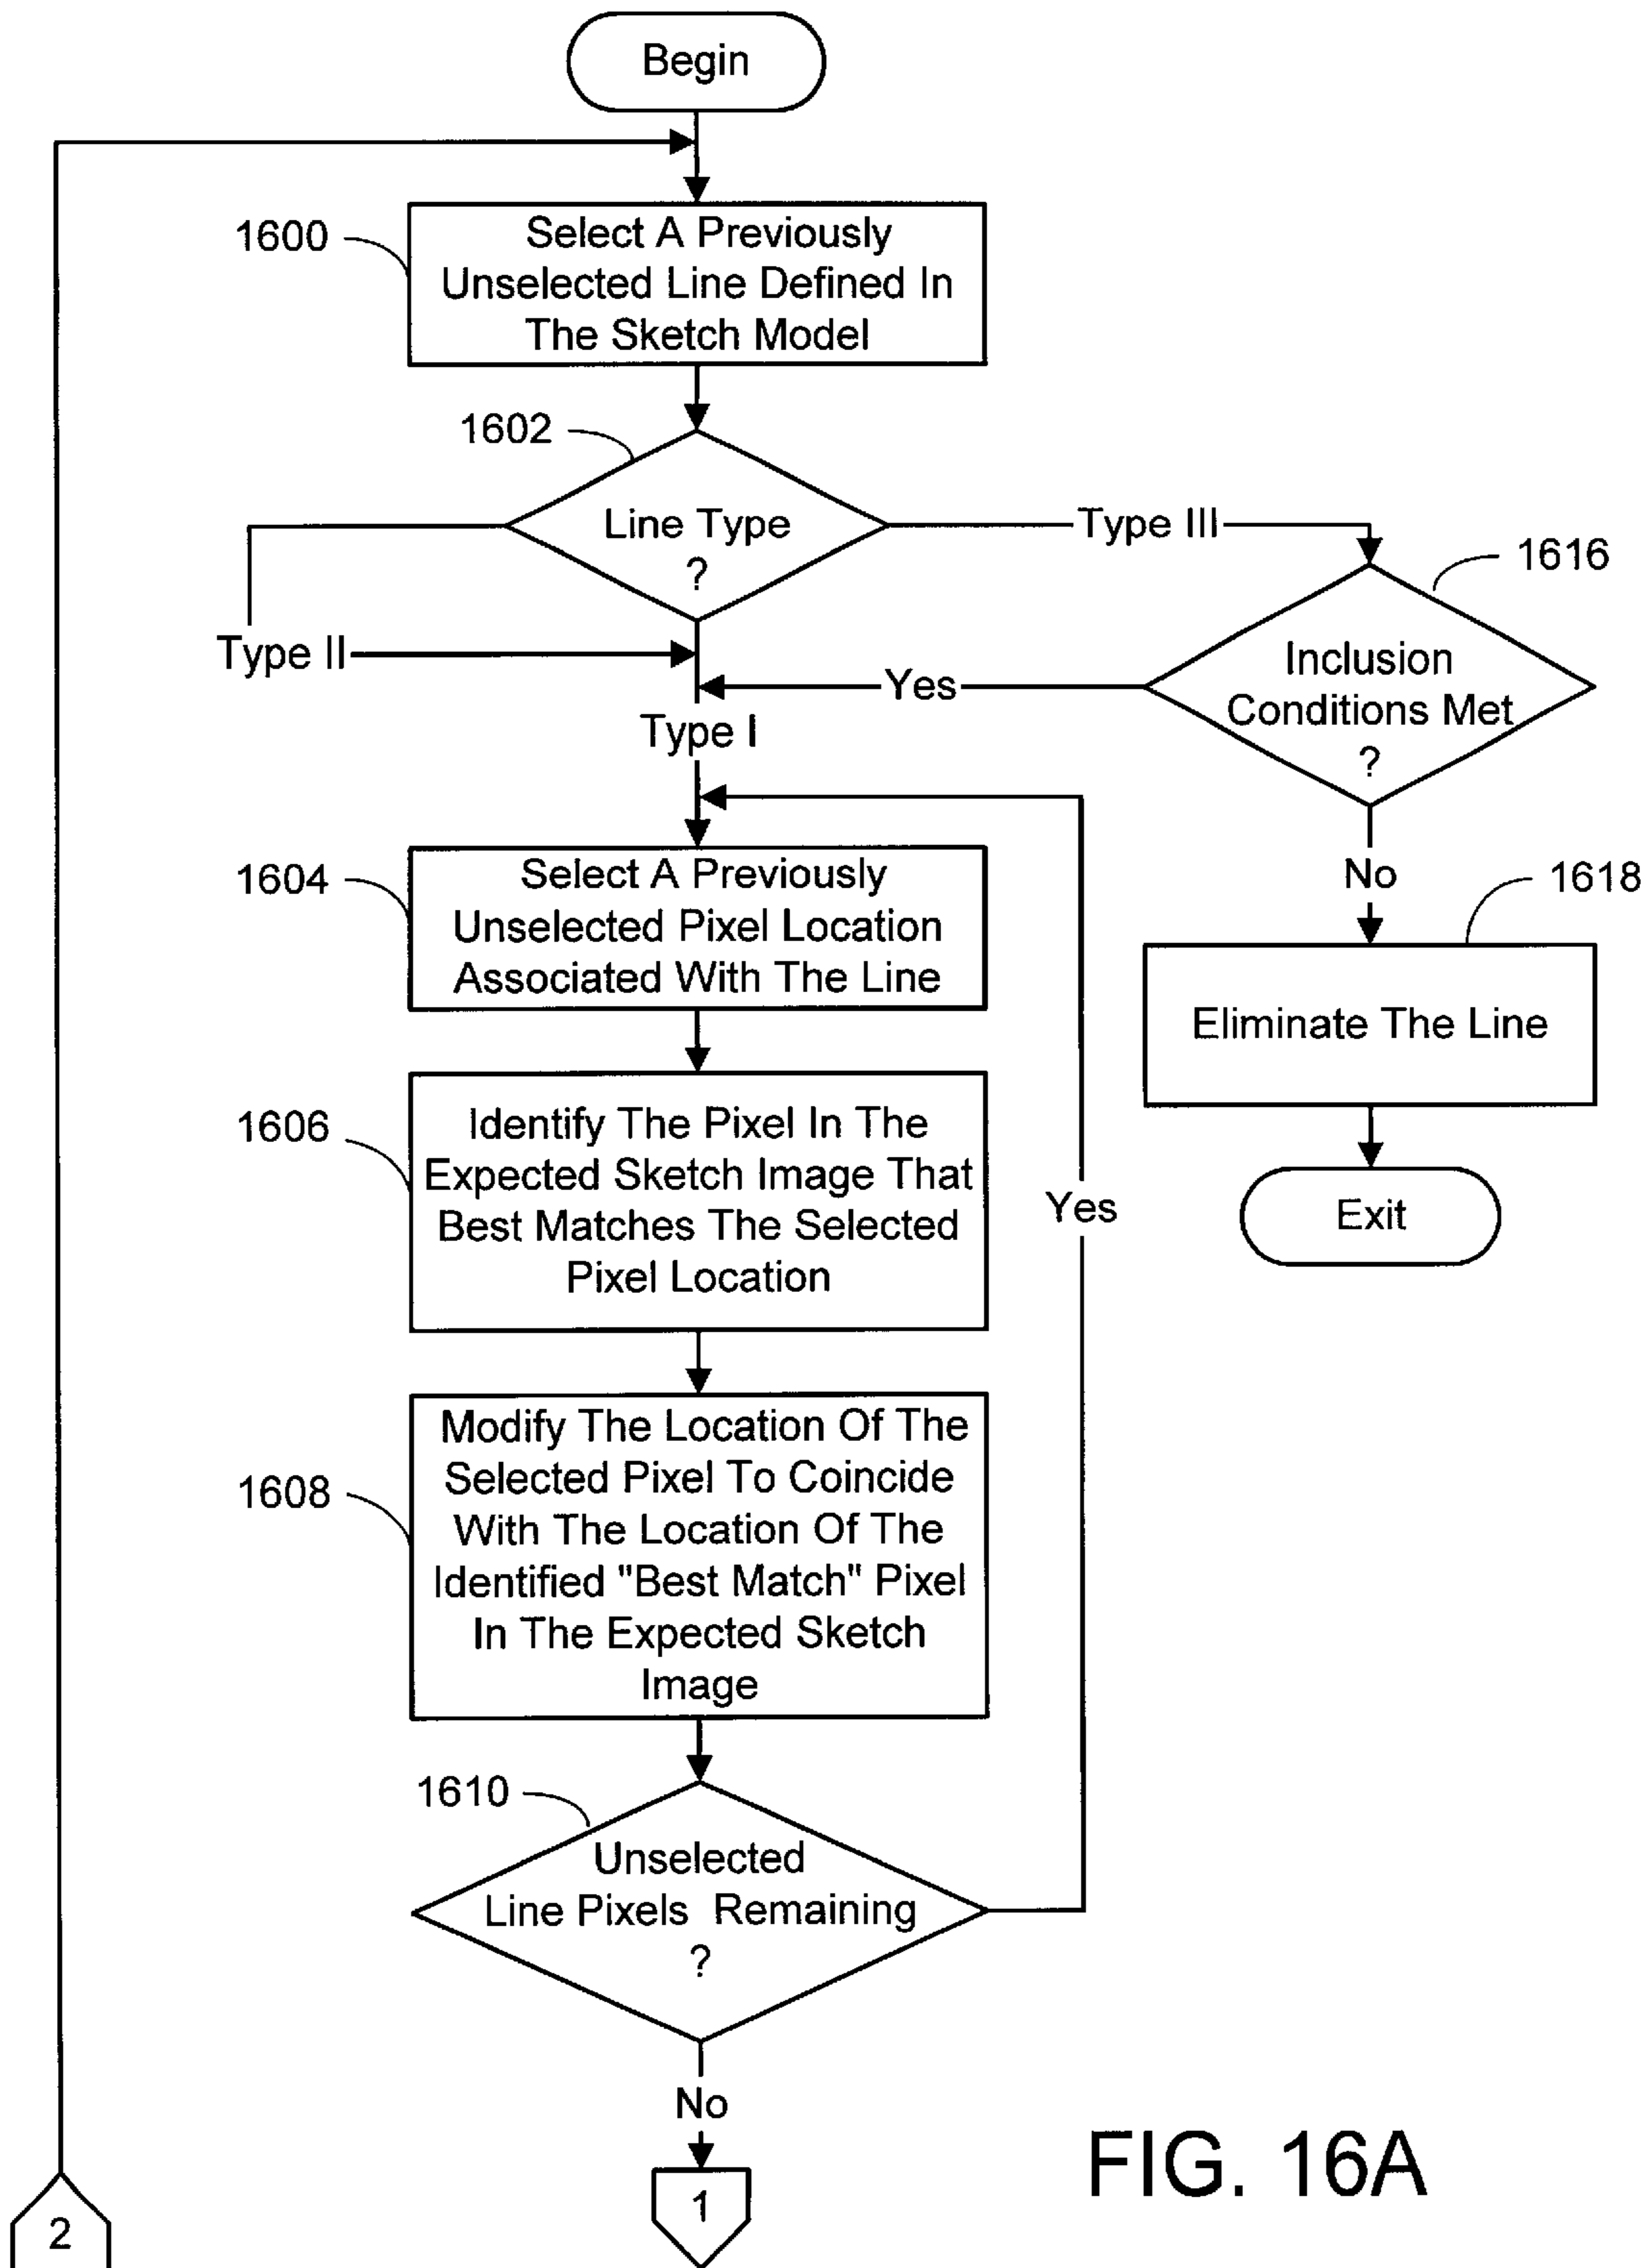 Begin
1600
Select A Previously
Unselected Line Defined In
The Sketch Model
1602
Line Type
?
Type III
1616
Type II
Inclusion
Conditions Met
?
Yes
Type I
No
1604
Select A Previously
Unselected Pixel Location
Associated With The Line
1618
Eliminate The Line
1606
Identify The Pixel In The
Expected Sketch Image That
Best Matches The Selected
Pixel Location
Yes
Exit
1608
Modify The Location Of The
Selected Pixel To Coincide
With The Location Of The
Identified "Best Match" Pixel
In The Expected Sketch
Image
1610
Unselected
Line Pixels Remaining
?
No
1
2
FIG. 16A